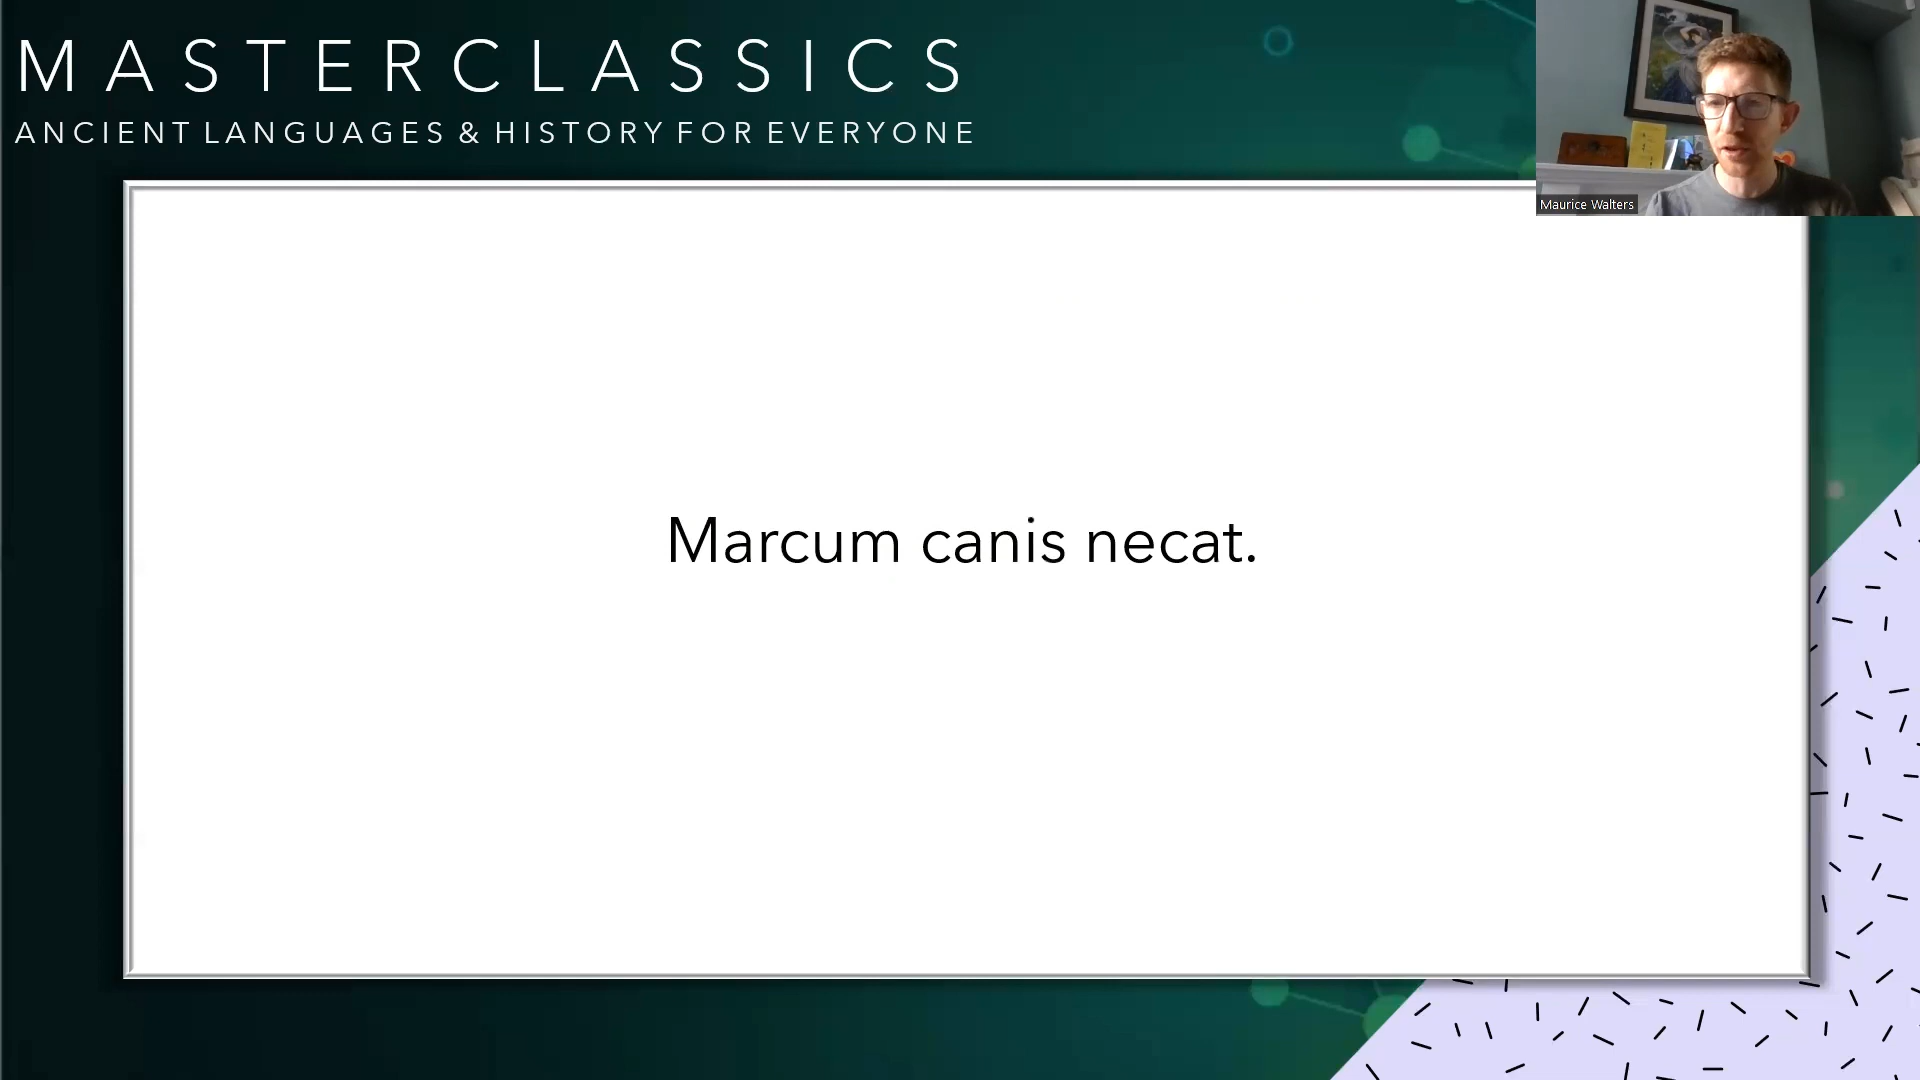 MASTERCLASSICS
ANCIENT LANGUAGES & HISTORY FOR EVERYONE
Maurice Walters
Marcum canis necat.